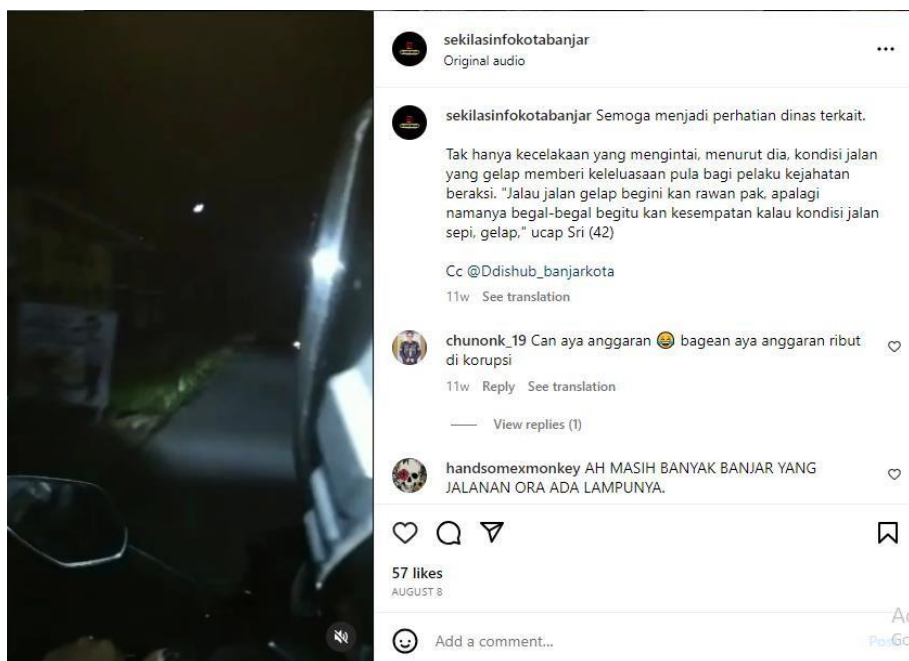 sekilasinfokotabanjar
Original audio
sekilasinfokotabanjar Semoga menjadi perhatian dinas terkait.
Tak hanya kecelakaan yang mengintai, menurut dia, kondisi jalan
yang gelap memberi keleluasaan pula bagi pelaku kejahatan
beraksi. "Jalau jalan gelap begini kan rawan pak, apalagi
namanya begal-begal begitu kan kesempatan kalau kondisi jalan
sepi, gelap," ucap Sri (42)
Cc @Ddishub_banjarkota
11w See translation
chunonk_19 Can aya anggaran 😂 bagean aya anggaran ribut
di korupsi
11w Reply See translation
View replies (1)
handsomexmonkey AH MASIH BANYAK BANJAR YANG
JALANAN ORA ADA LAMPUNYA.
57 likes
AUGUST 8
Add a comment...
Post